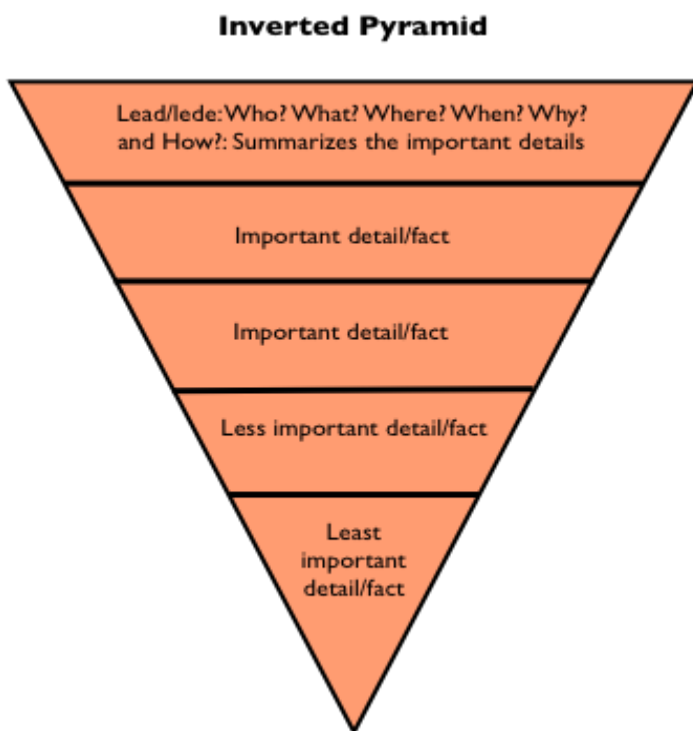 Inverted Pyramid
Lead/lede: Who? What? Where? When? Why?
and How?: Summarizes the important details
Important detail/fact
Important detail/fact
Less important detail/fact
Least
important
detail/fact